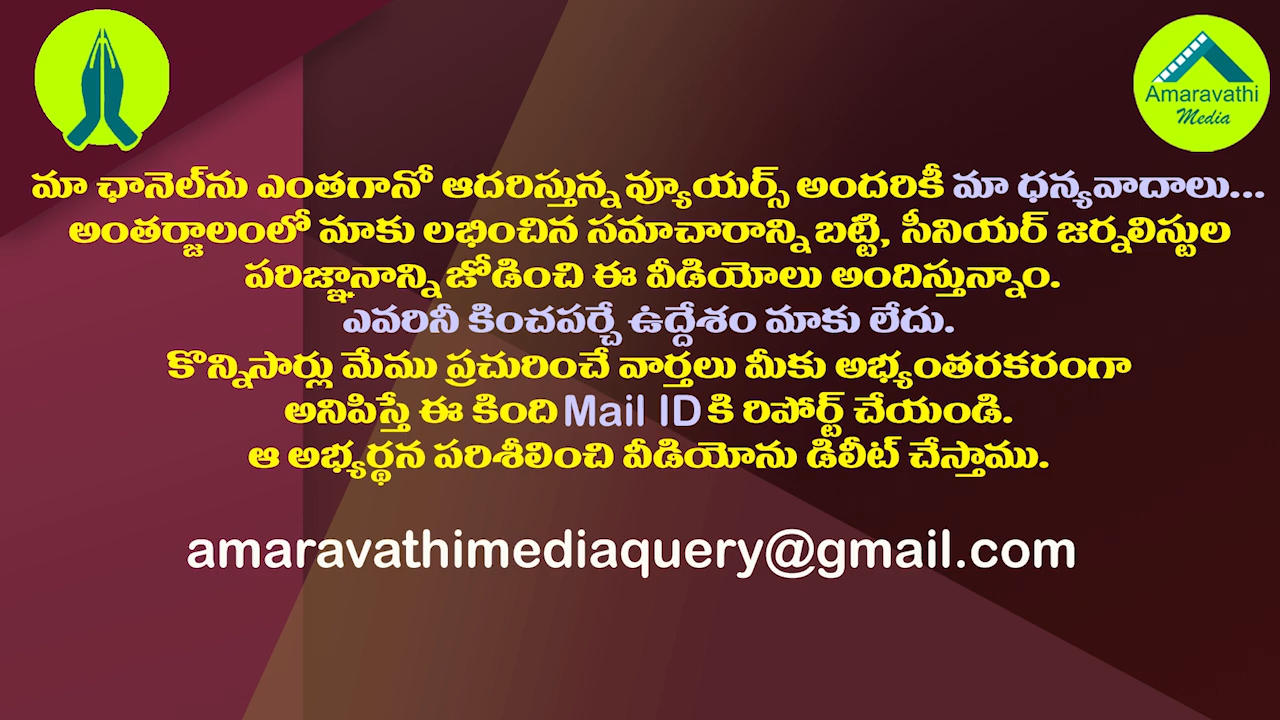 Amaravathi
Media
మా ఛానెల్‌ను ఎంతగానో ఆదరిస్తున్న వ్యూయర్స్ అందరికీ మా ధన్యవాదాలు...
అంతర్జాలంలో మాకు లభించిన సమాచారాన్ని బట్టి, సీనియర్ జర్నలిస్టుల
పరిజ్ఞానాన్ని జోడించి ఈ వీడియోలు అందిస్తున్నాం.
ఎవరినీ కించపర్చే ఉద్దేశం మాకు లేదు.
కొన్నిసార్లు మేము ప్రచురించే వార్తలు మీకు అభ్యంతరకరంగా
అనిపిస్తే ఈ కింది Mail ID కి రిపోర్ట్ చేయండి.
ఆ అభ్యర్థన పరిశీలించి వీడియోను డిలీట్ చేస్తాము.
amaravathimediaquery@gmail.com